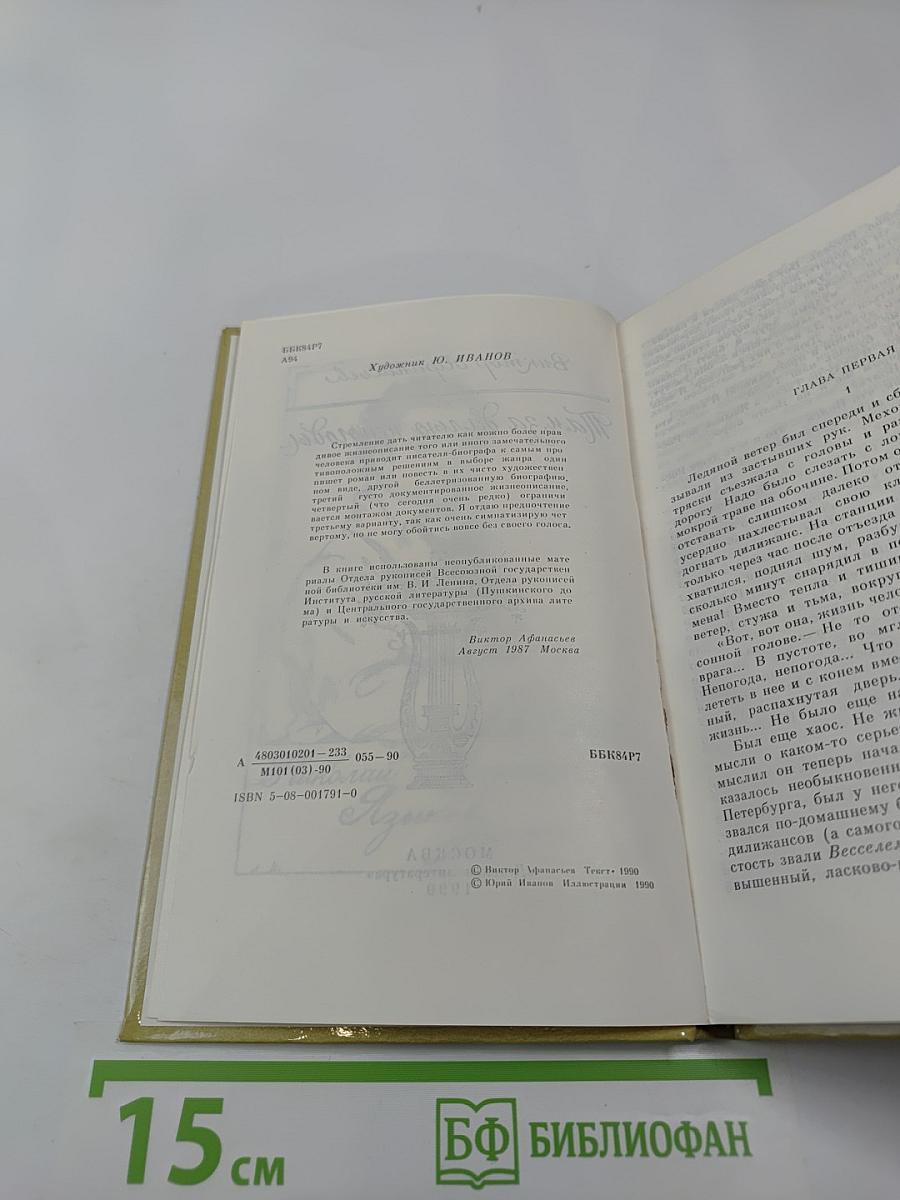 ББК84Р7
А94
Художник Ю. ИВАНОВ
Стремление дать читателю как можно более прав
дивое жизнеописание того или иного замечательного
человека приводит писателя-биографа к самым про
тивоположным решениям в выборе жанра один
пишет роман или повесть в их чисто художествен
ном виде, другой беллетризованную биографию,
третий густо документированное жизнеописание,
четвертый (что сегодня очень редко) ограничи
вается монтажом документов. Я отдаю предпочтение
третьему варианту, так как очень симпатизирую чет
вертому, но не могу обойтись вовсе без своего голоса.
В книге использованы неопубликованные мате
риалы Отдела рукописей Всесоюзной государствен
ной библиотеки им. В. И. Ленина, Отдела рукописей
Института русской литературы (Пушкинского до
ма) и Центрального государственного архива лите
ратуры и искусства.
Виктор Афанасьев
Август 1987 Москва
А 4803010201—233 055—90
М101(03)-90
ББК84Р7
ISBN 5-08-001791-0
© Виктор Афанасьев Текст• 1990
© Юрий Иванов Иллюстрации 1990
ГЛАВА ПЕРВАЯ
1
Ледяной ветер бил спереди и сб
зывали из застывших рук. Мехо
тряски съезжала с головы и раз
дорогу Надо было слезать с ло
мокрой траве на обочине. Потом о
отставать слишком далеко от
усердно нахлестывал свою кл
догнать дилижанс. На станции
только через час после отъезда
хватился, поднял шум, разбу
сколько минут снарядил в по
мена! Вместо тепла и тиши
ветер, стужа и тьма, вокруг
«Вот, вот она, жизнь чело
сонной голове.— Не то от
врага... В пустоте, во мгл
Непогода, непогода... Что
лететь в нее и с конем вме
ный, распахнутая дверь.
жизнь... Не было еще на
Был еще хаос. Не ж
мысли о каком-то серье
мыслил он теперь нача
казалось необыкновенн
Петербурга, был у него
звался по-домашнему б
дилижансов (а самого
стость звали Весселел
вышенный, ласково-
15 см
БФ БИБЛИОФАН